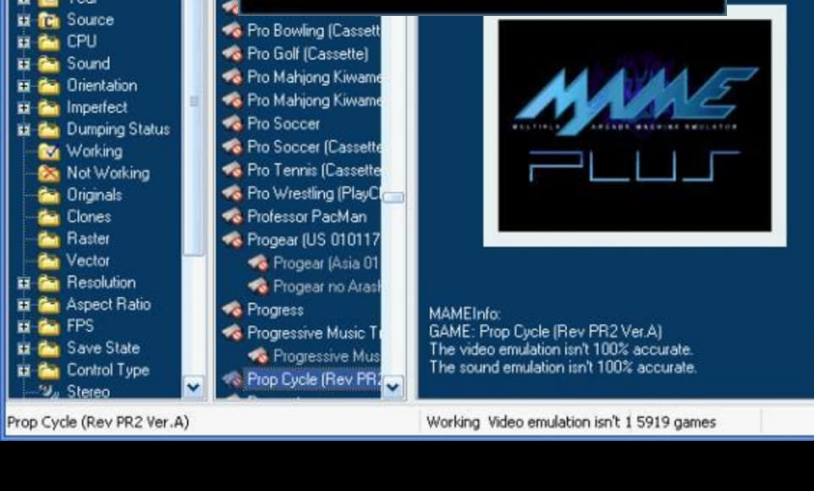 Source
CPU
Sound
Orientation
Imperfect
Dumping Status
Working
Not Working
Originals
Clones
Raster
Vector
Resolution
Aspect Ratio
FPS
Save State
Control Type
Stereo
Pro Bowling (Cassett
Pro Golf (Cassette)
Pro Mahjong Kiwame
Pro Mahjong Kiwame
Pro Soccer
Pro Soccer (Cassette
Pro Tennis (Cassette
Pro Wrestling (PlayCh
Professor PacMan
Progear (US 010117
Progear (Asia 01
Progear no Aras
Progress
Progressive Music T
Progressive Mus
Prop Cycle (Rev PR2
MAME
MULTIPLE ARCADE MACHINE EMULATOR
PLUS
MAMEInfo:
GAME: Prop Cycle (Rev PR2 Ver.A)
The video emulation isn't 100% accurate.
The sound emulation isn't 100% accurate.
Prop Cycle (Rev PR2 Ver.A)
Working Video emulation isn't 1 5919 games